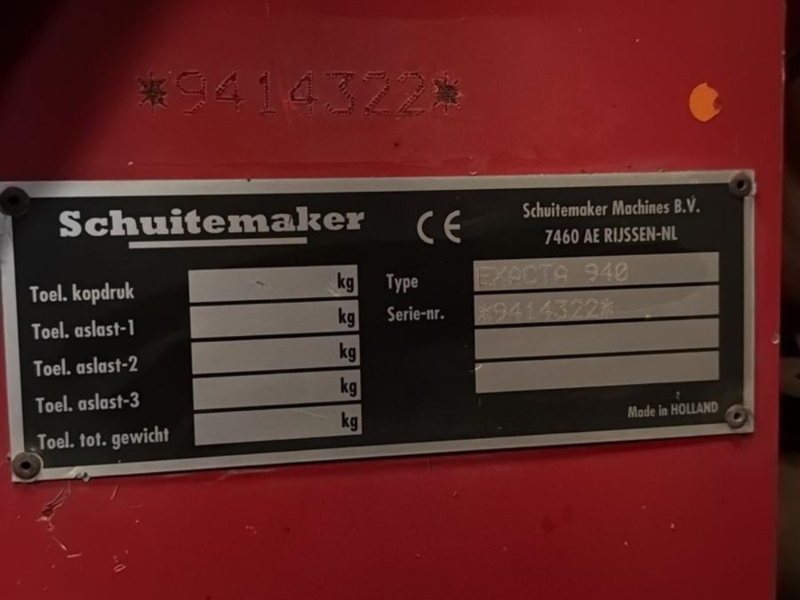 *9414322*
Schuitemaker
CE
Schuitemaker Machines B.V.
7460 AE RIJSSEN-NL
Toel. kopdruk kg
Toel. aslast-1 kg
Toel. aslast-2 kg
Toel. aslast-3 kg
Toel. tot. gewicht kg
Type EXACTA 940
Serie-nr. *9414322*
Made in HOLLAND